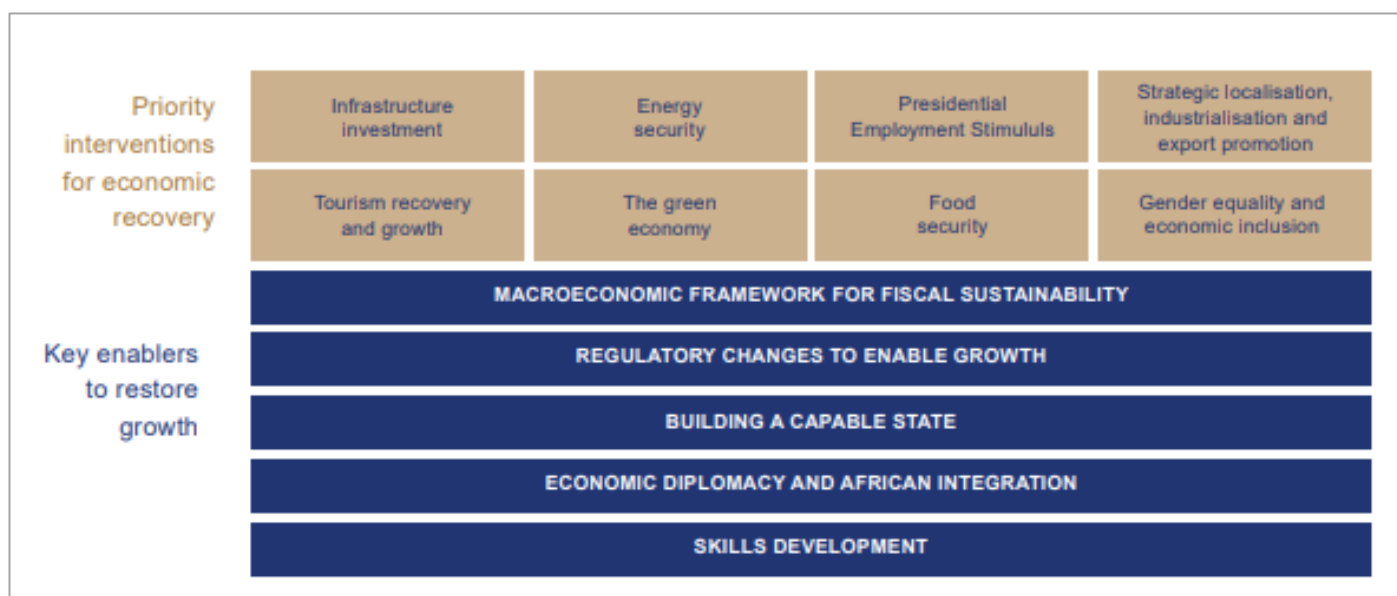 Priority
interventions
for economic
recovery
Infrastructure
investment
Energy
security
Presidential
Employment Stimululs
Strategic localisation,
industrialisation and
export promotion
Tourism recovery
and growth
The green
economy
Food
security
Gender equality and
economic inclusion
Key enablers
to restore
growth
MACROECONOMIC FRAMEWORK FOR FISCAL SUSTAINABILITY
REGULATORY CHANGES TO ENABLE GROWTH
BUILDING A CAPABLE STATE
ECONOMIC DIPLOMACY AND AFRICAN INTEGRATION
SKILLS DEVELOPMENT